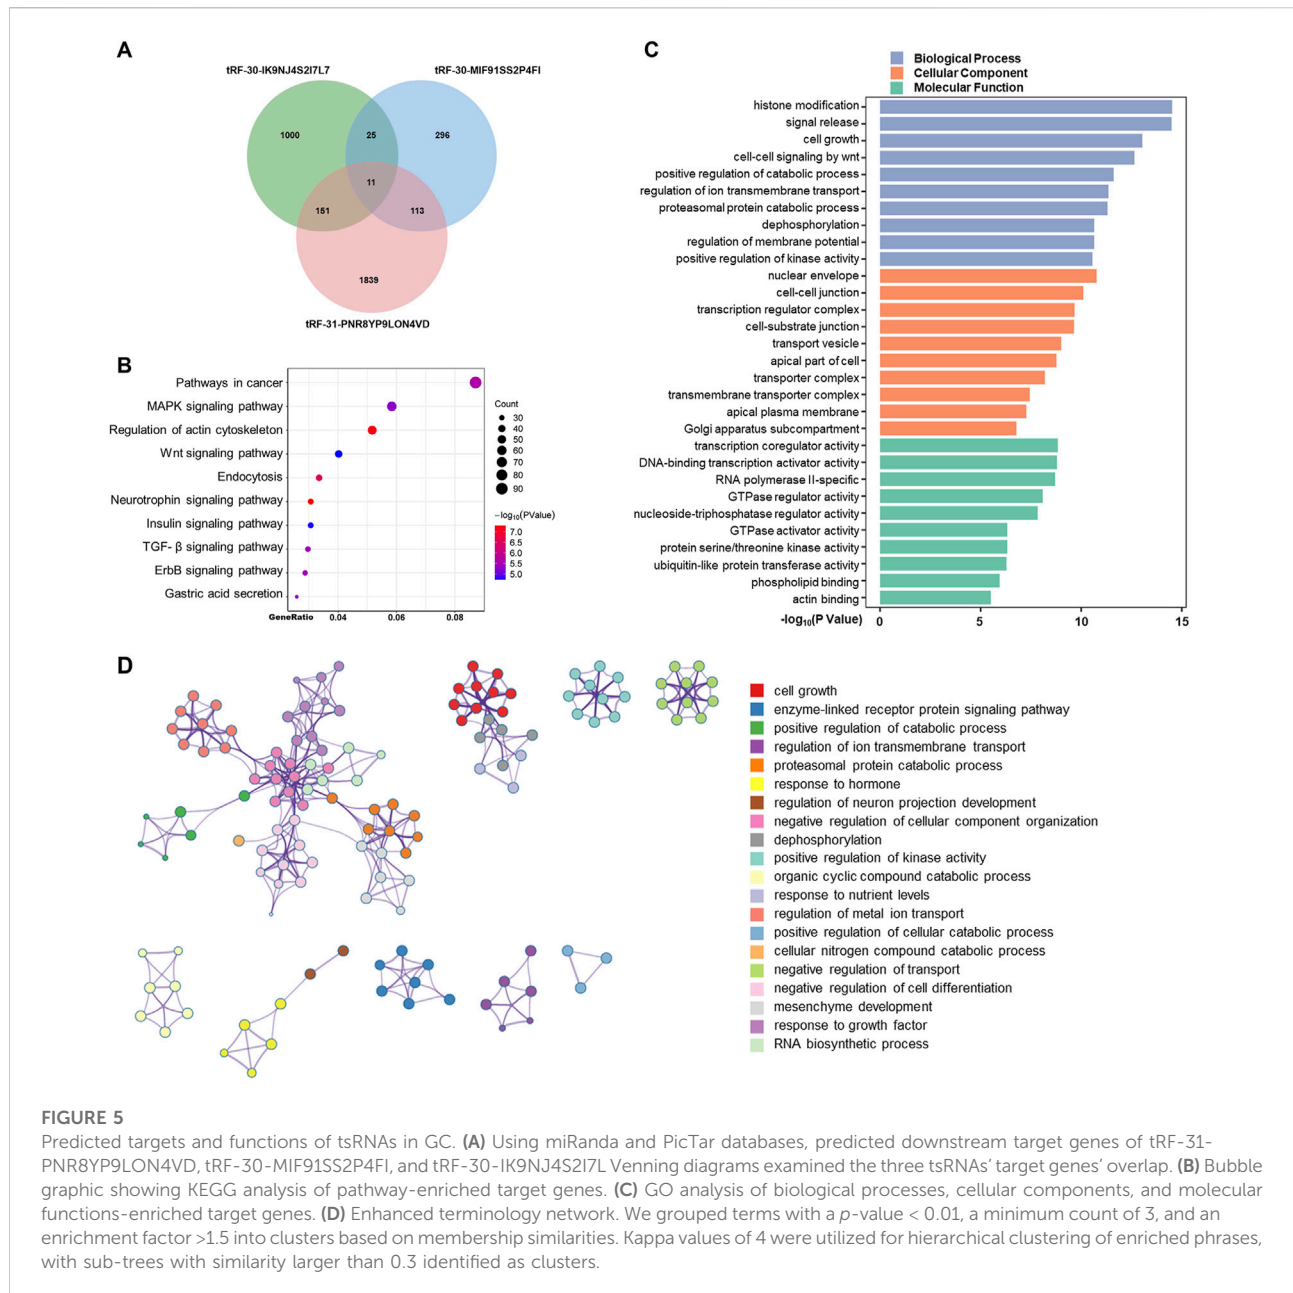 A
tRF-30-IK9NJ4S2I7L7
tRF-30-MIF91SS2P4FI
1000
25
296
11
151
113
1839
tRF-31-PNR8YP9LON4VD
B
Pathways in cancer
MAPK signaling pathway
Regulation of actin cytoskeleton
Wnt signaling pathway
Endocytosis
Neurotrophin signaling pathway
Insulin signaling pathway
TGF- β signaling pathway
ErbB signaling pathway
Gastric acid secretion
GeneRatio
0.04
0.06
0.08
Count
30
40
50
60
70
80
90
-log10(PValue)
7.0
6.5
6.0
5.5
5.0
C
Biological Process
Cellular Component
Molecular Function
histone modification
signal release
cell growth
cell-cell signaling by wnt
positive regulation of catabolic process
regulation of ion transmembrane transport
proteasomal protein catabolic process
dephosphorylation
regulation of membrane potential
positive regulation of kinase activity
nuclear envelope
cell-cell junction
transcription regulator complex
cell-substrate junction
transport vesicle
apical part of cell
transporter complex
transmembrane transporter complex
apical plasma membrane
Golgi apparatus subcompartment
transcription coregulator activity
DNA-binding transcription activator activity
RNA polymerase II-specific
GTPase regulator activity
nucleoside-triphosphatase regulator activity
GTPase activator activity
protein serine/threonine kinase activity
ubiquitin-like protein transferase activity
phospholipid binding
actin binding
-log10(P Value)
0
5
10
15
D
cell growth
enzyme-linked receptor protein signaling pathway
positive regulation of catabolic process
regulation of ion transmembrane transport
proteasomal protein catabolic process
response to hormone
regulation of neuron projection development
negative regulation of cellular component organization
dephosphorylation
positive regulation of kinase activity
organic cyclic compound catabolic process
response to nutrient levels
regulation of metal ion transport
positive regulation of cellular catabolic process
cellular nitrogen compound catabolic process
negative regulation of transport
negative regulation of cell differentiation
mesenchyme development
response to growth factor
RNA biosynthetic process
FIGURE 5
Predicted targets and functions of tsRNAs in GC. (A) Using miRanda and PicTar databases, predicted downstream target genes of tRF-31-
PNR8YP9LON4VD, tRF-30-MIF91SS2P4FI, and tRF-30-IK9NJ4S2I7L Venning diagrams examined the three tsRNAs' target genes' overlap. (B) Bubble
graphic showing KEGG analysis of pathway-enriched target genes. (C) GO analysis of biological processes, cellular components, and molecular
functions-enriched target genes. (D) Enhanced terminology network. We grouped terms with a p-value < 0.01, a minimum count of 3, and an
enrichment factor >1.5 into clusters based on membership similarities. Kappa values of 4 were utilized for hierarchical clustering of enriched phrases,
with sub-trees with similarity larger than 0.3 identified as clusters.